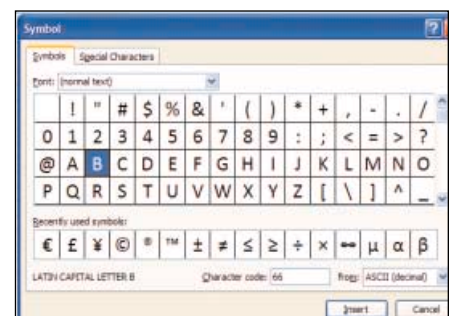 Symbol
Symbols Special Characters
Font: (normal text)
! " # $ % & ' ( ) * + , - . /
0 1 2 3 4 5 6 7 8 9 : ; < = > ?
@ A B C D E F G H I J K L M N O
P Q R S T U V W X Y Z [ \ ] ^ _
Recently used symbols:
€ £ ¥ © ® ™ ± ≠ ≤ ≥ ÷ × ∞ µ α β
LATIN CAPITAL LETTER B Character code: 66 from: ASCII (decimal)
Insert Cancel